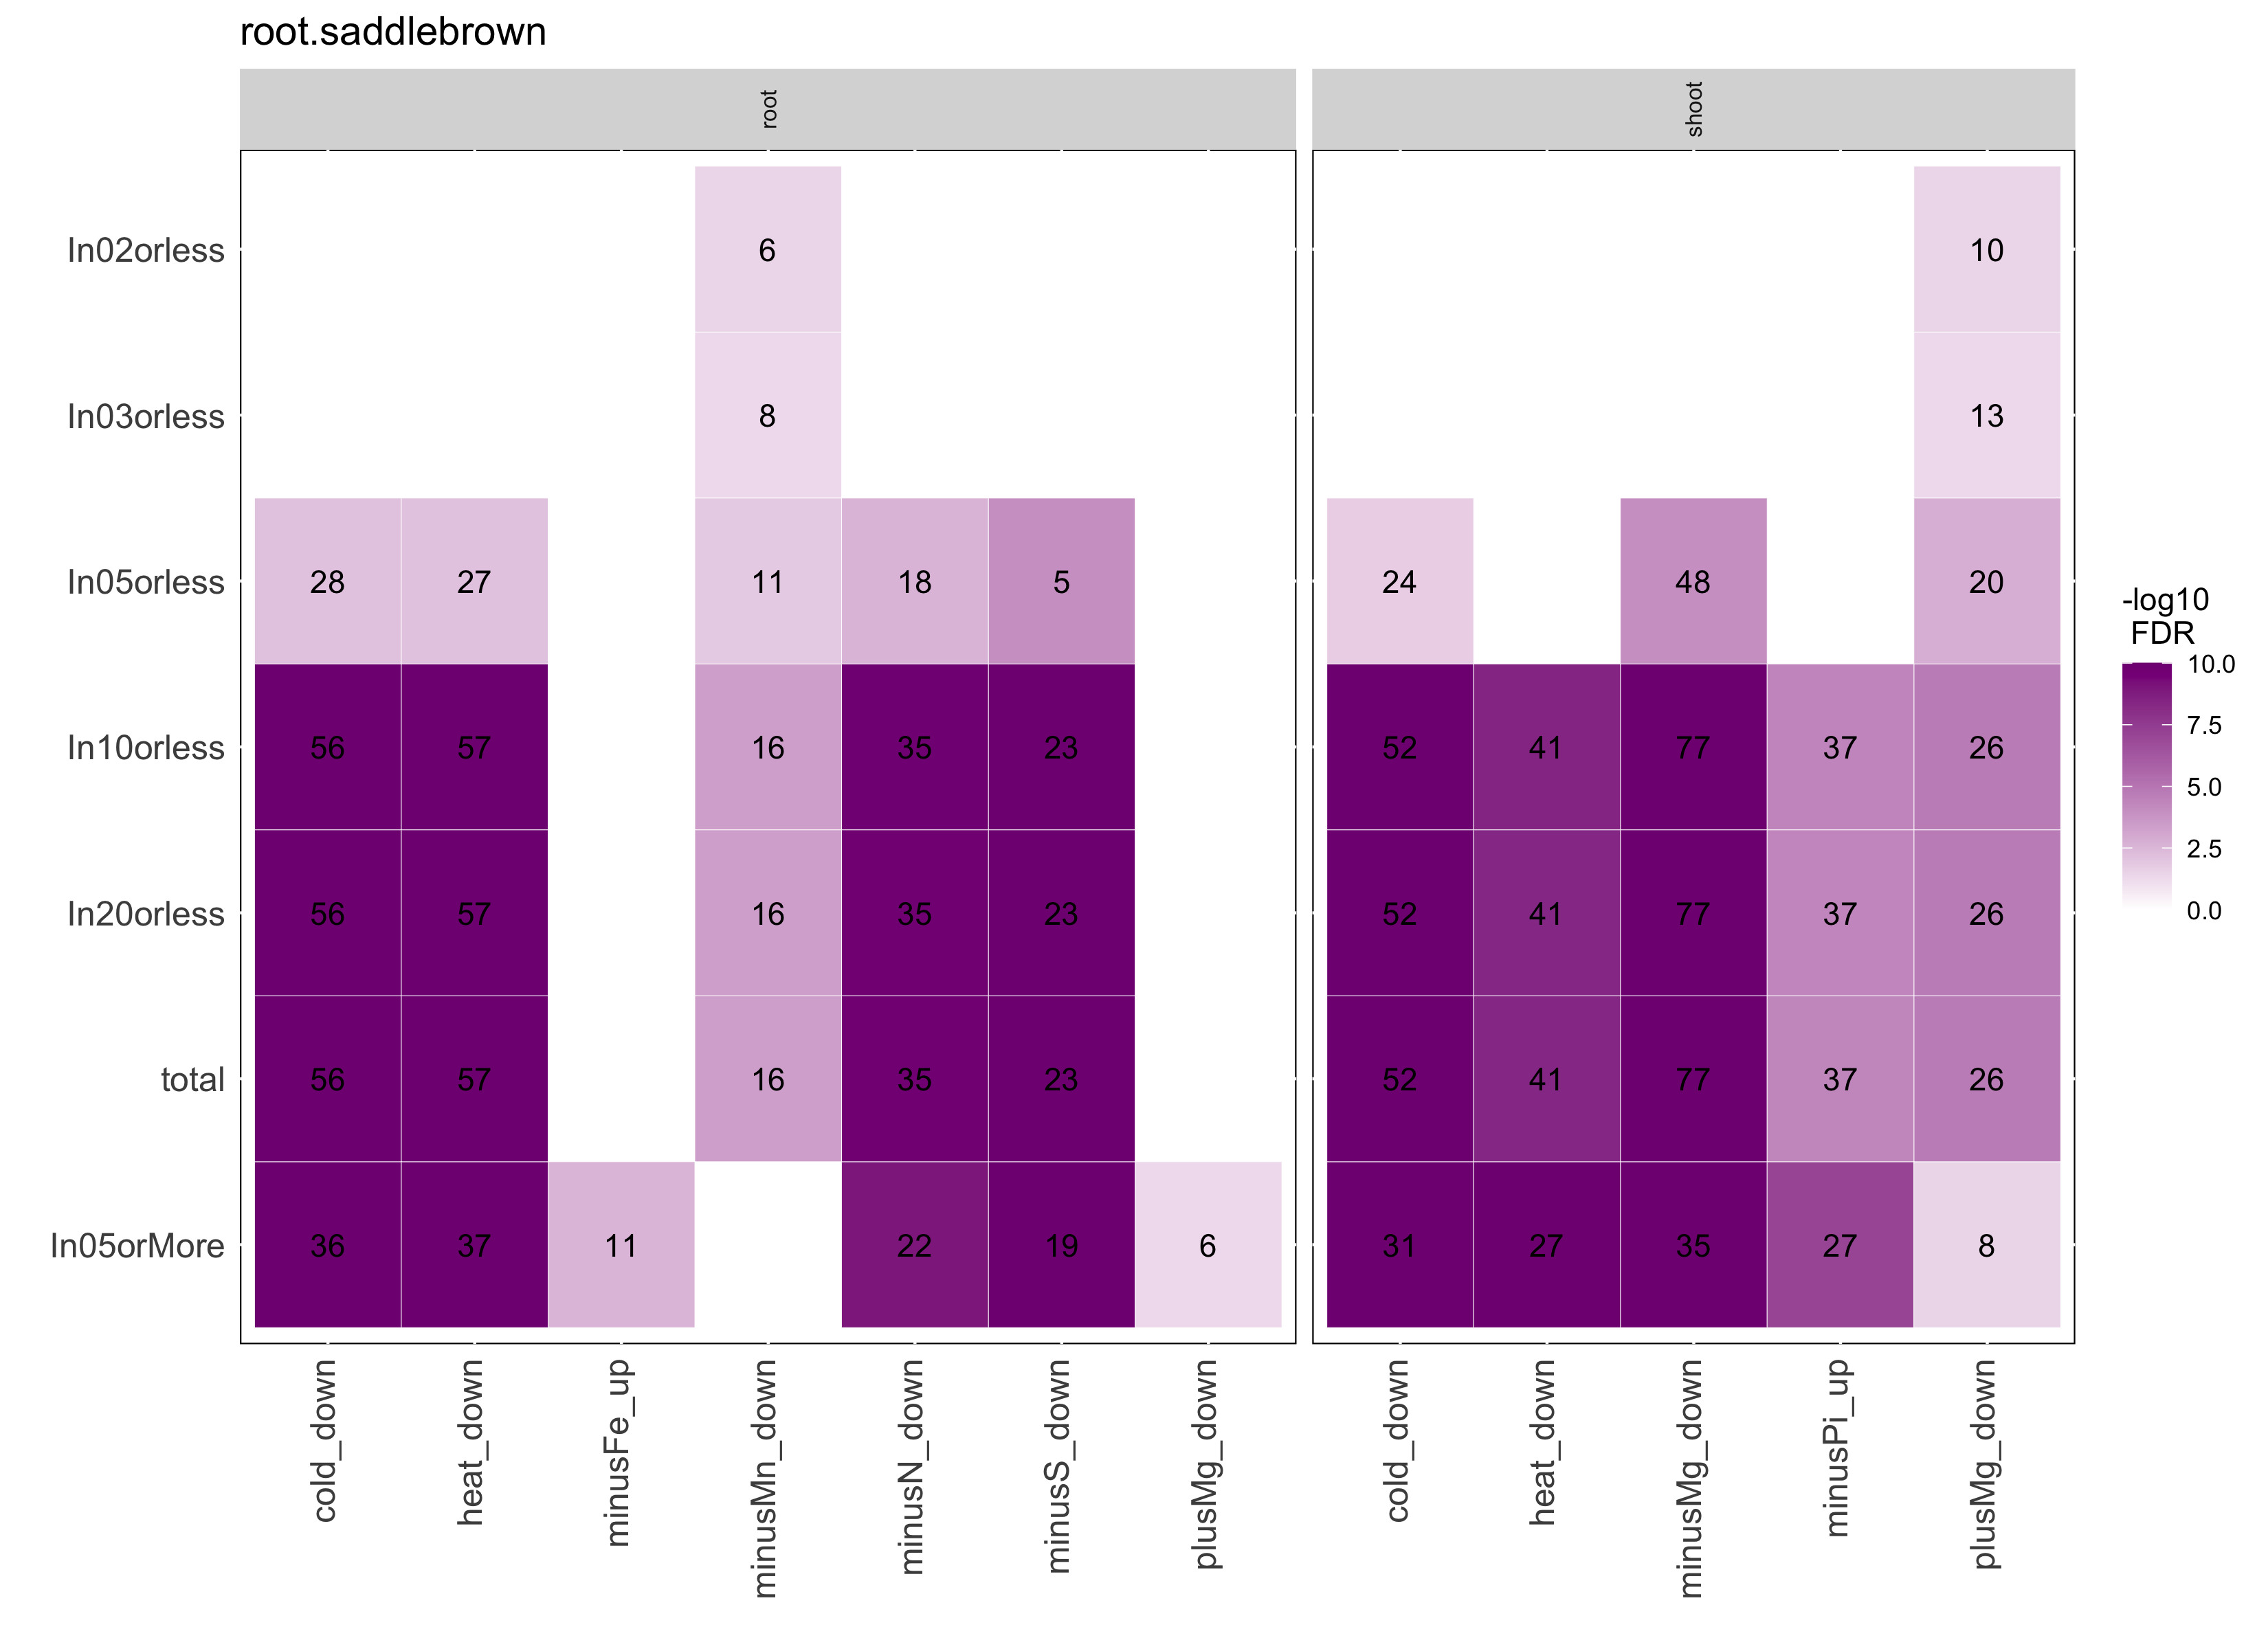 root.saddlebrown
root
shoot
In02orless
6
10
In03orless
8
13
In05orless
28
27
11
18
5
24
48
20
In10orless
56
57
16
35
23
52
41
77
37
26
In20orless
56
57
16
35
23
52
41
77
37
26
total
56
57
16
35
23
52
41
77
37
26
In05orMore
36
37
11
22
19
6
31
27
35
27
8
cold_down
heat_down
minusFe_up
minusMn_down
minusN_down
minusS_down
plusMg_down
cold_down
heat_down
minusMg_down
minusPi_up
plusMg_down
-log10
FDR
10.0
7.5
5.0
2.5
0.0